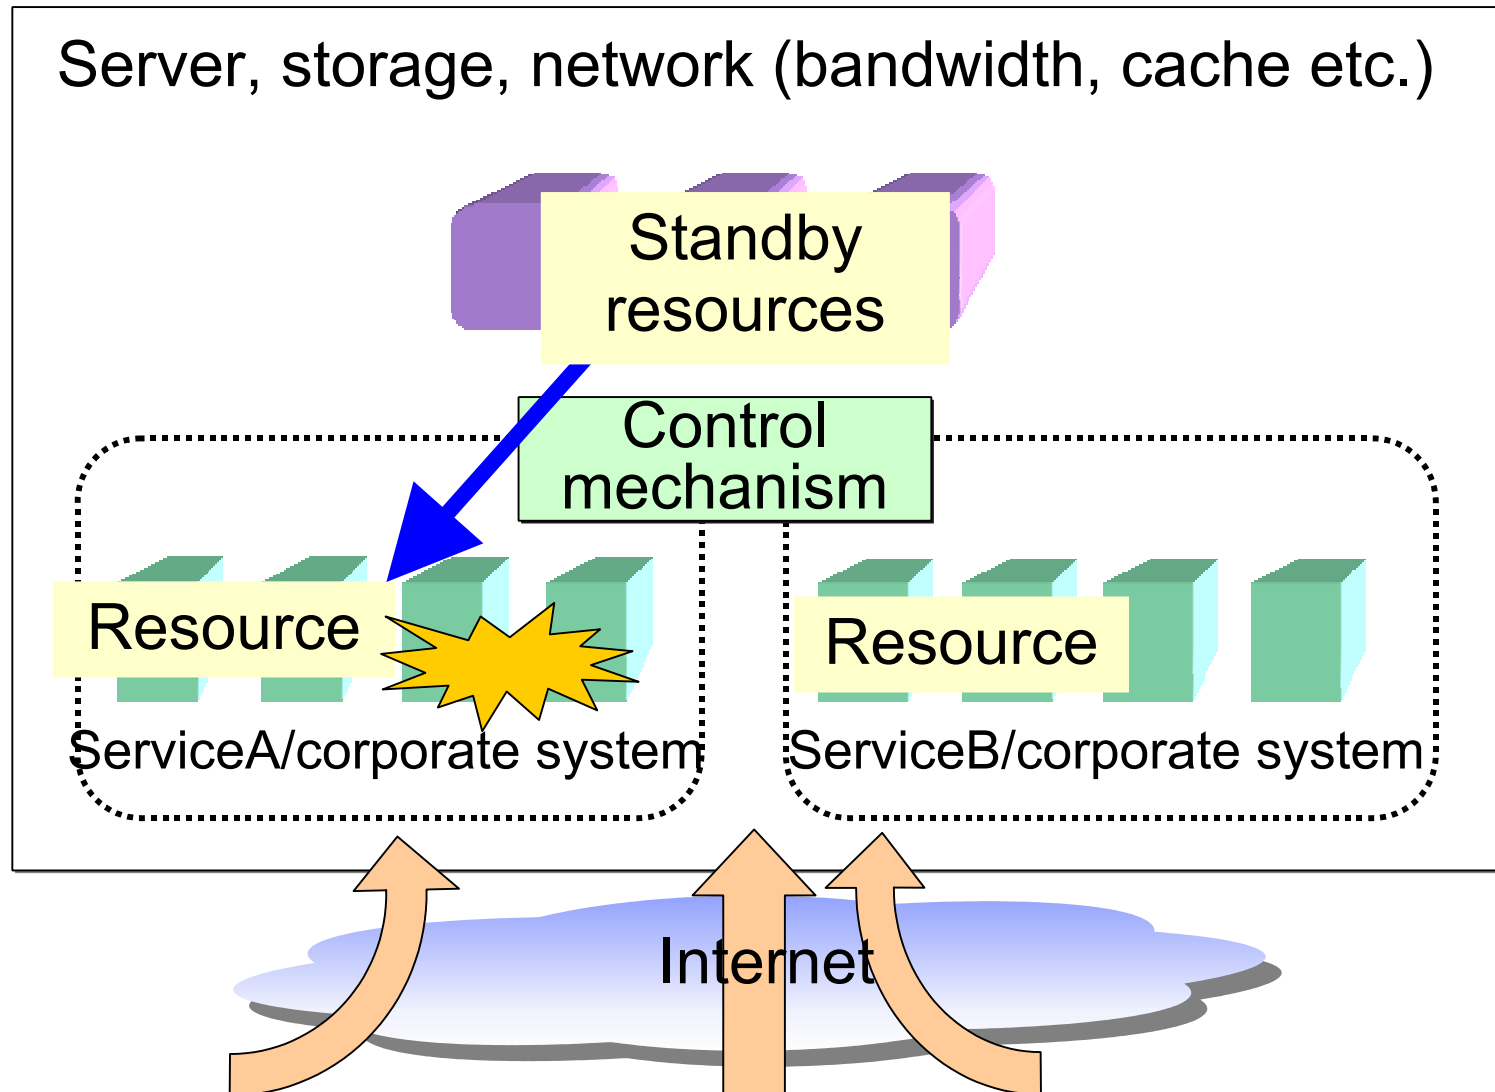 Server, storage, network (bandwidth, cache etc.)
Standby
resources
Control
mechanism
Resource
Resource
ServiceA/corporate system
ServiceB/corporate system
Internet